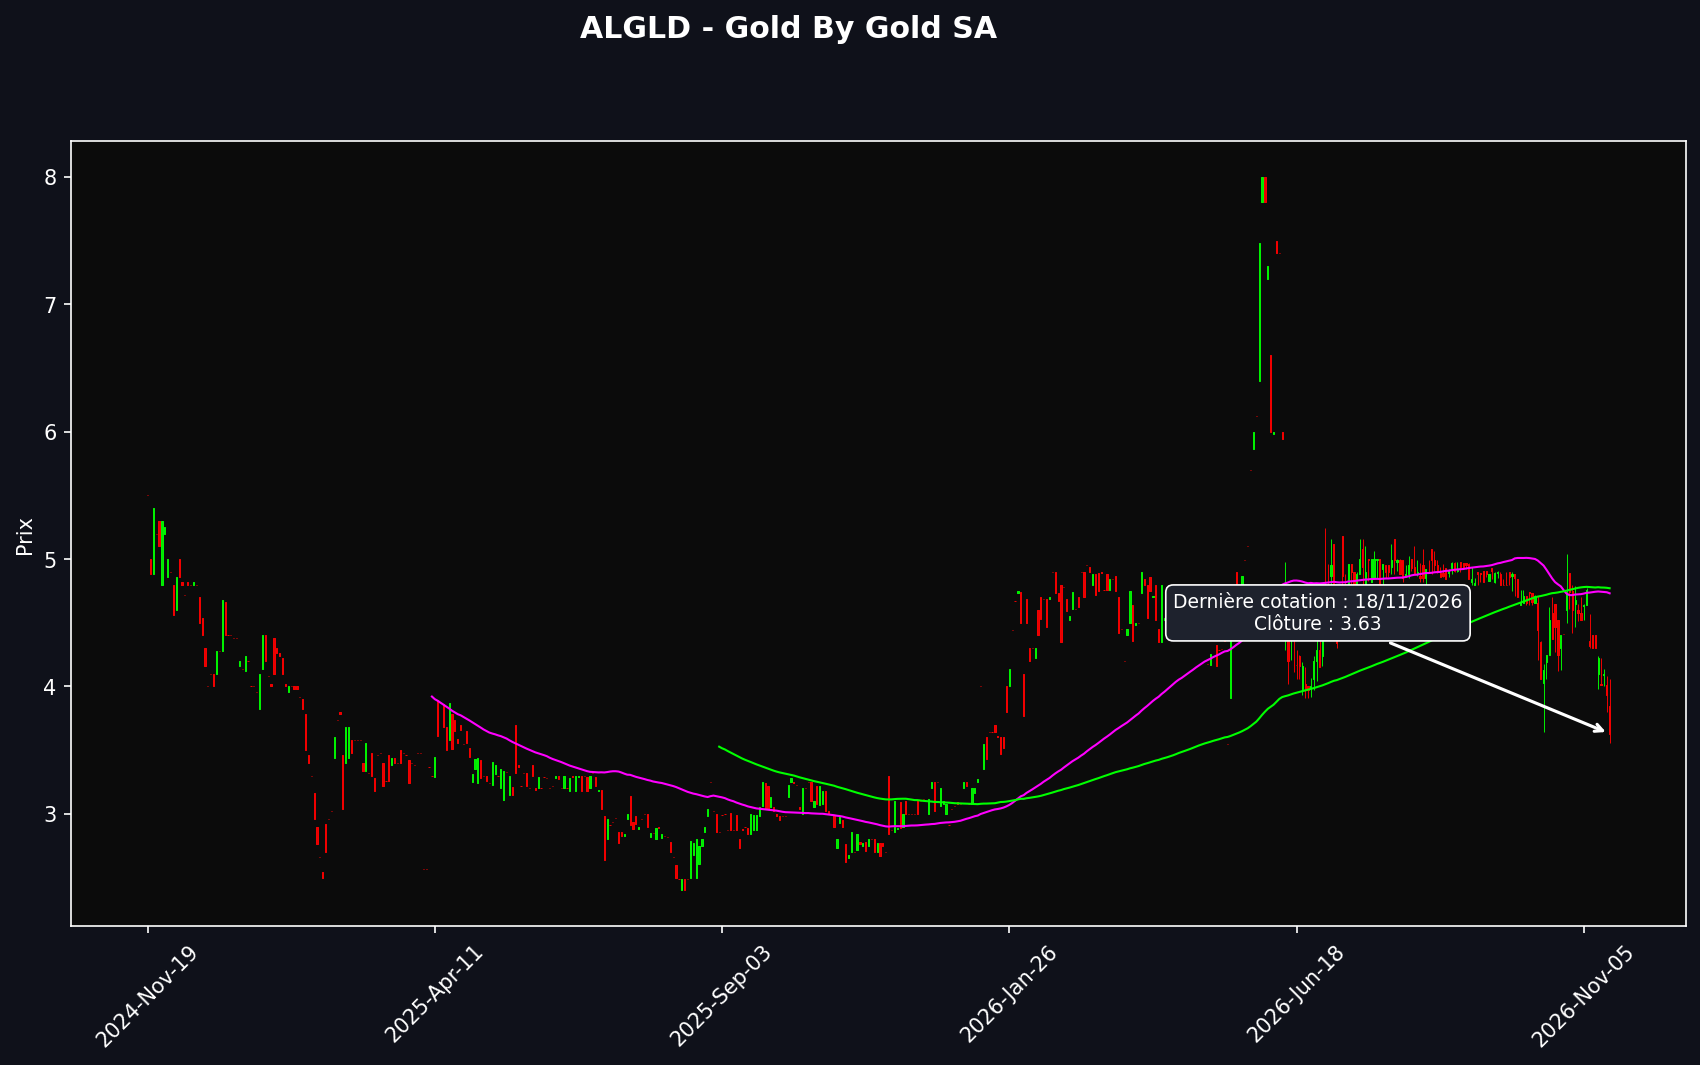 ALGLD - Gold By Gold SA
Prix
8
7
6
5
4
3
Dernière cotation : 18/11/2026
Clôture : 3.63
2024-Nov-19
2025-Apr-11
2025-Sep-03
2026-Jan-26
2026-Jun-18
2026-Nov-05